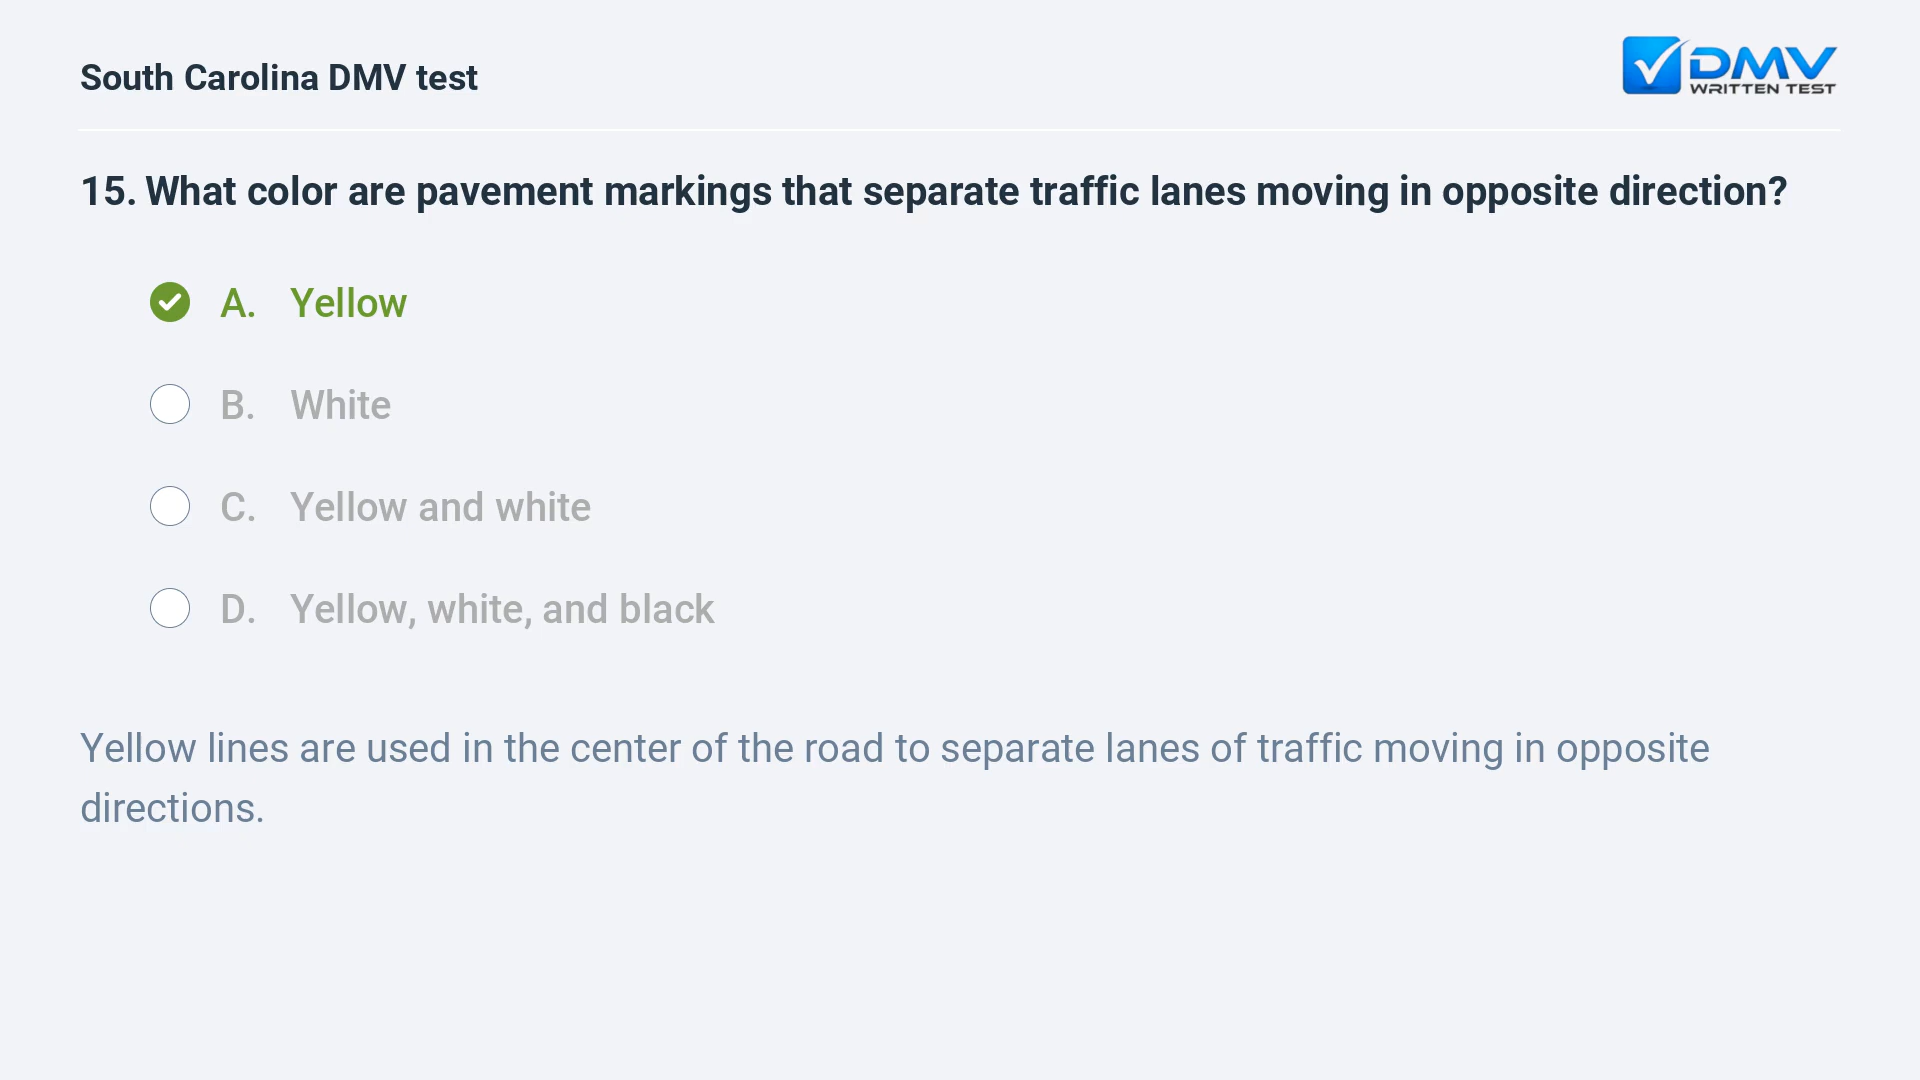 South Carolina DMV test
DMV
WRITTEN TEST
15. What color are pavement markings that separate traffic lanes moving in opposite direction?
A. Yellow
B. White
C. Yellow and white
D. Yellow, white, and black
Yellow lines are used in the center of the road to separate lanes of traffic moving in opposite
directions.